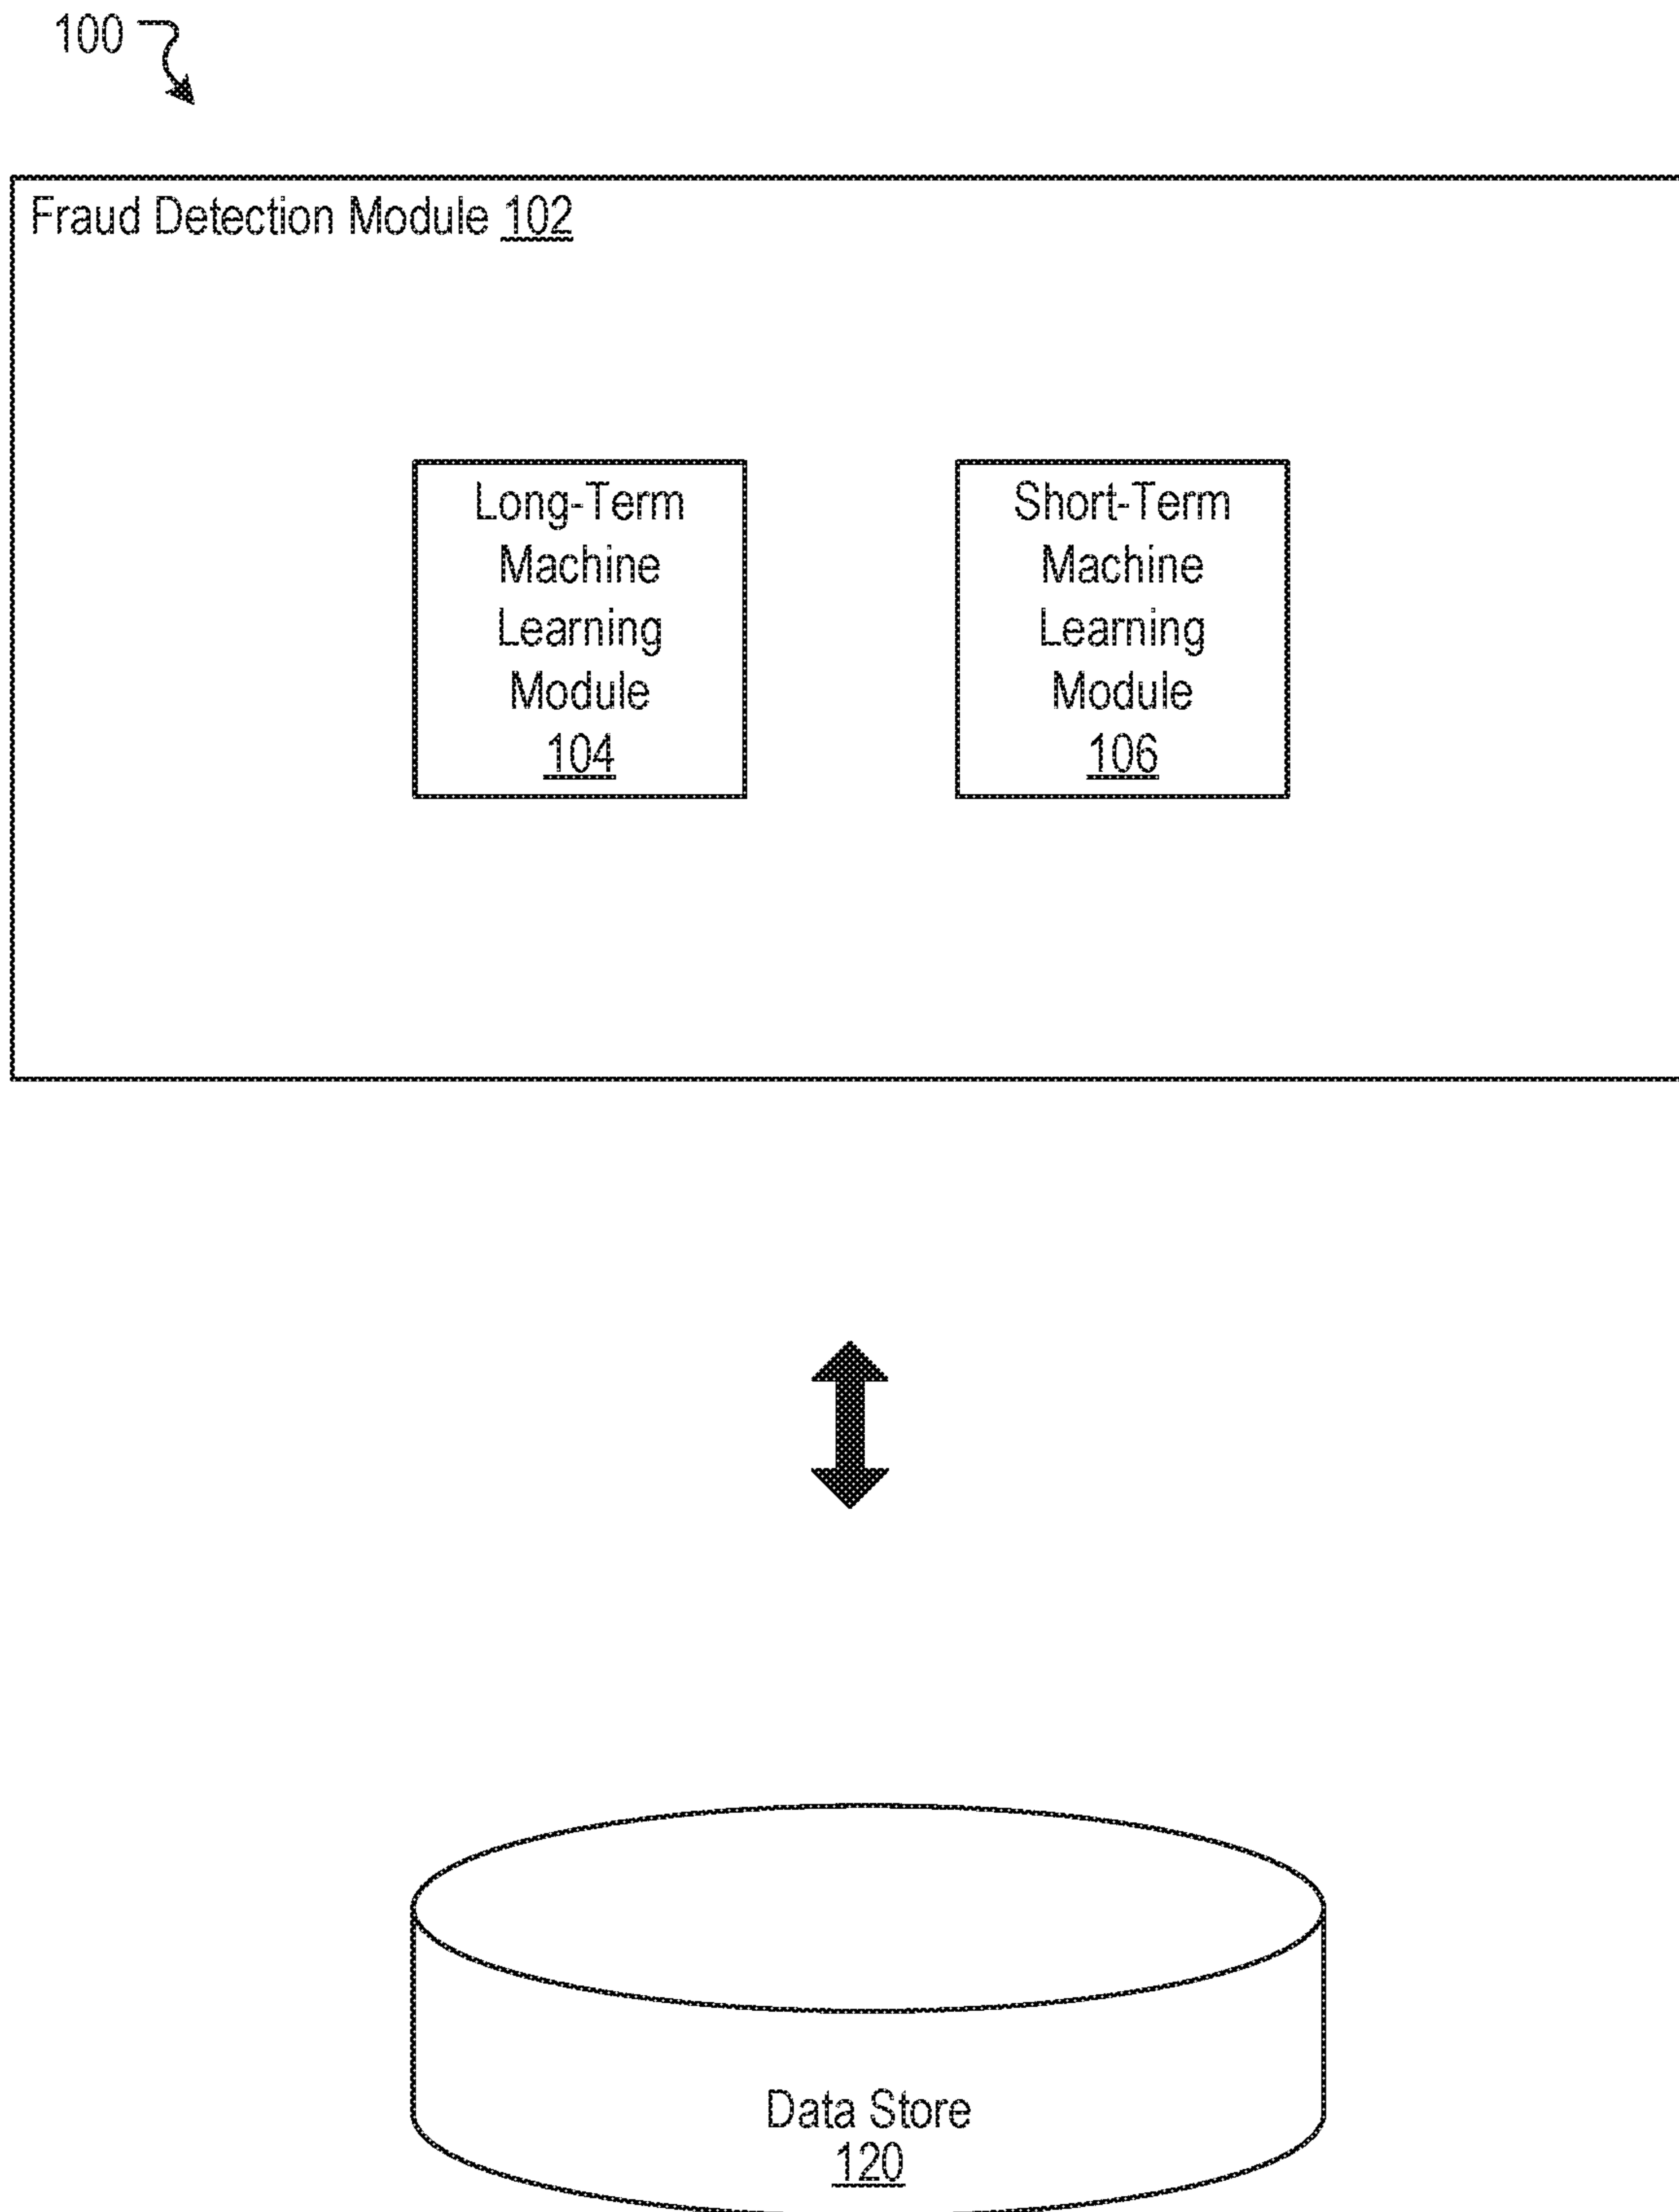 100
Fraud Detection Module 102
Long-Term
Machine
Learning
Module
104
Short-Term
Machine
Learning
Module
106
Data Store
120